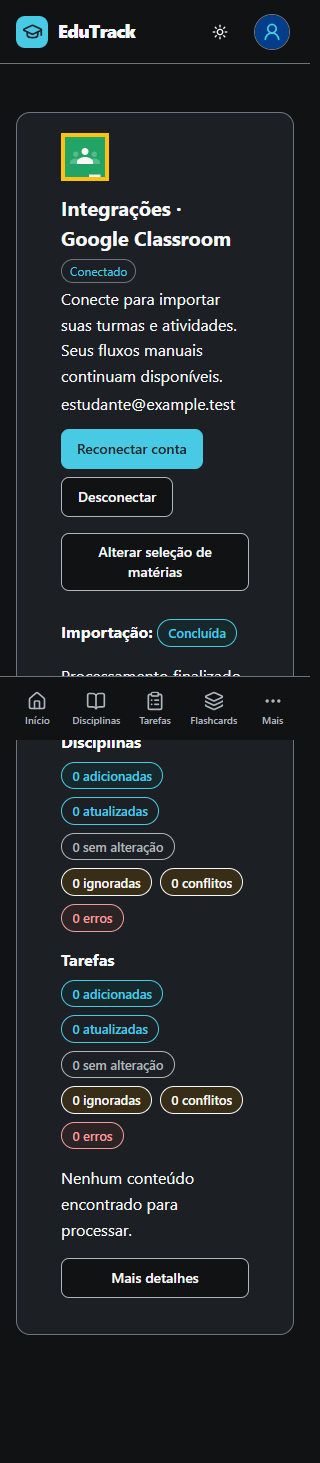 EduTrack
Integrações ·
Google Classroom
Conectado
Conecte para importar
suas turmas e atividades.
Seus fluxos manuais
continuam disponíveis.
estudante@example.test
Reconectar conta
Desconectar
Alterar seleção de
matérias
Importação: Concluída
Processamento finalizado
Início Disciplinas Tarefas Flashcards Mais
Disciplinas
0 adicionadas
0 atualizadas
0 sem alteração
0 ignoradas 0 conflitos
0 erros
Tarefas
0 adicionadas
0 atualizadas
0 sem alteração
0 ignoradas 0 conflitos
0 erros
Nenhum conteúdo
encontrado para
processar.
Mais detalhes